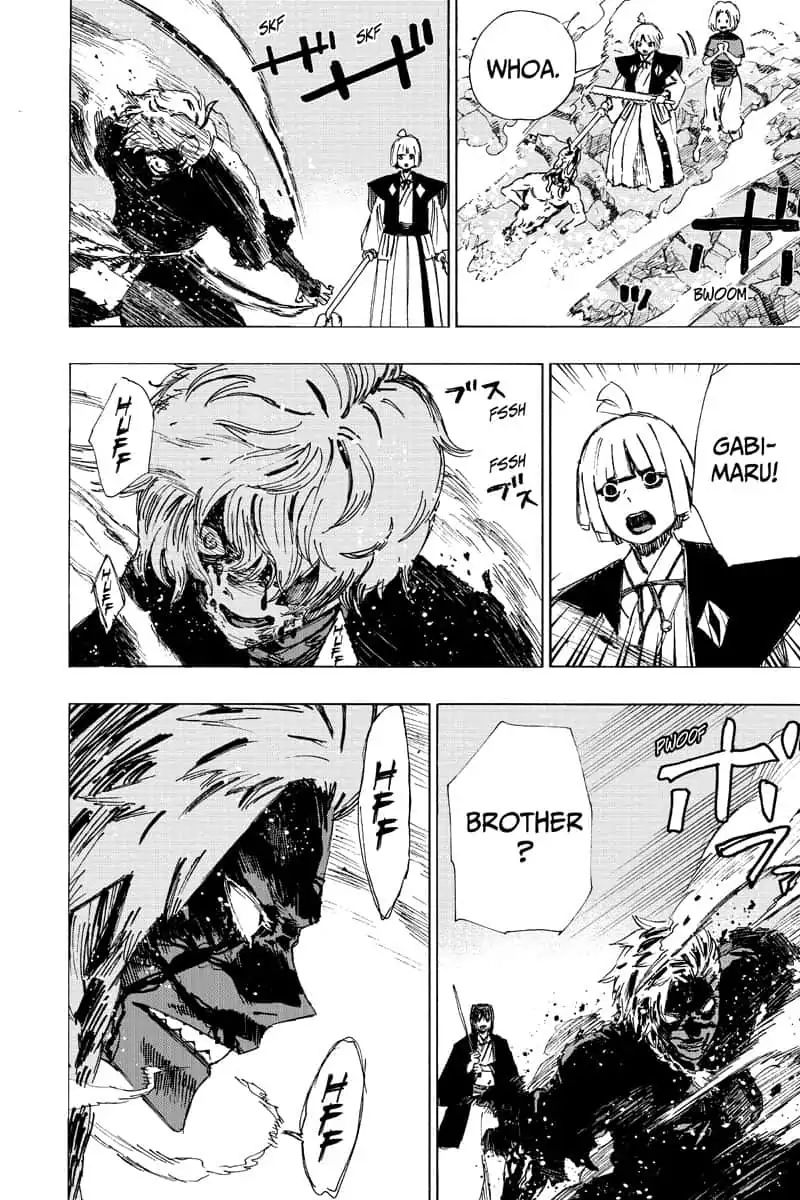 WHOA.
ズ
ッ
BWOOM
SKF
SKF
ザ
ザ
GABI-
MARU!
ブス
FSSH
FSSH
ブス
HUFF
HUFF
HUFF
PWOOF
ボッ
BROTHER
?
HFF
HFF